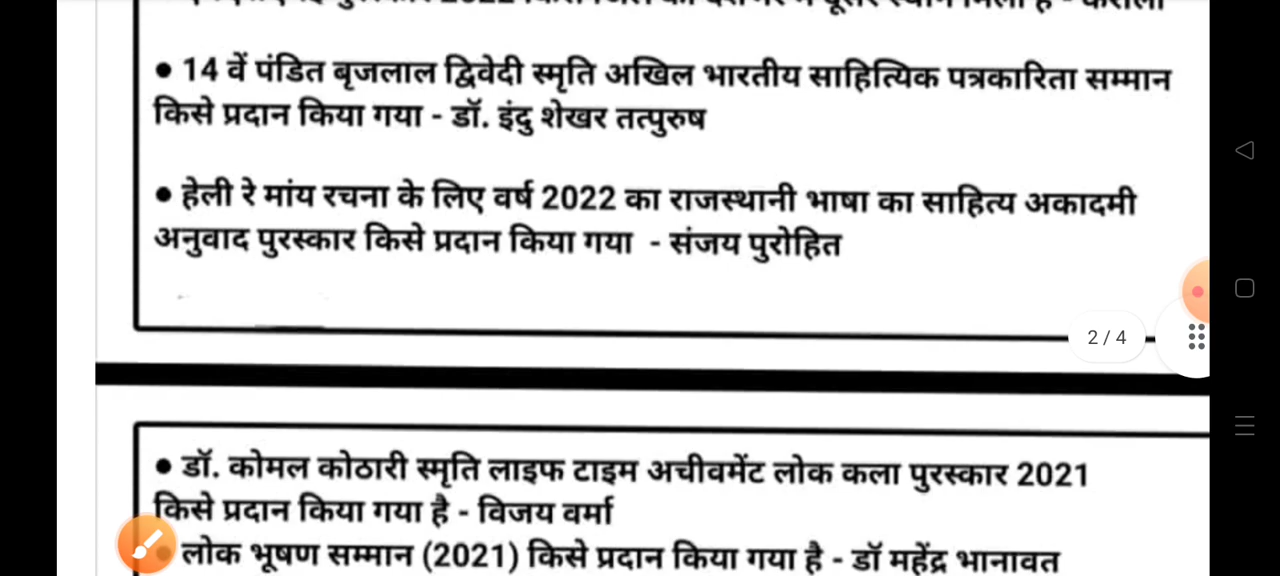 पुरस्कार 2022
● 14 वें पंडित बृजलाल द्विवेदी स्मृति अखिल भारतीय साहित्यिक पत्रकारिता सम्मान
किसे प्रदान किया गया - डॉ. इंदु शेखर तत्पुरुष
● हेली रे मांय रचना के लिए वर्ष 2022 का राजस्थानी भाषा का साहित्य अकादमी
अनुवाद पुरस्कार किसे प्रदान किया गया - संजय पुरोहित
2 / 4
● डॉ. कोमल कोठारी स्मृति लाइफ टाइम अचीवमेंट लोक कला पुरस्कार 2021
किसे प्रदान किया गया है - विजय वर्मा
लोक भूषण सम्मान (2021) किसे प्रदान किया गया है - डॉ महेंद्र भानावत